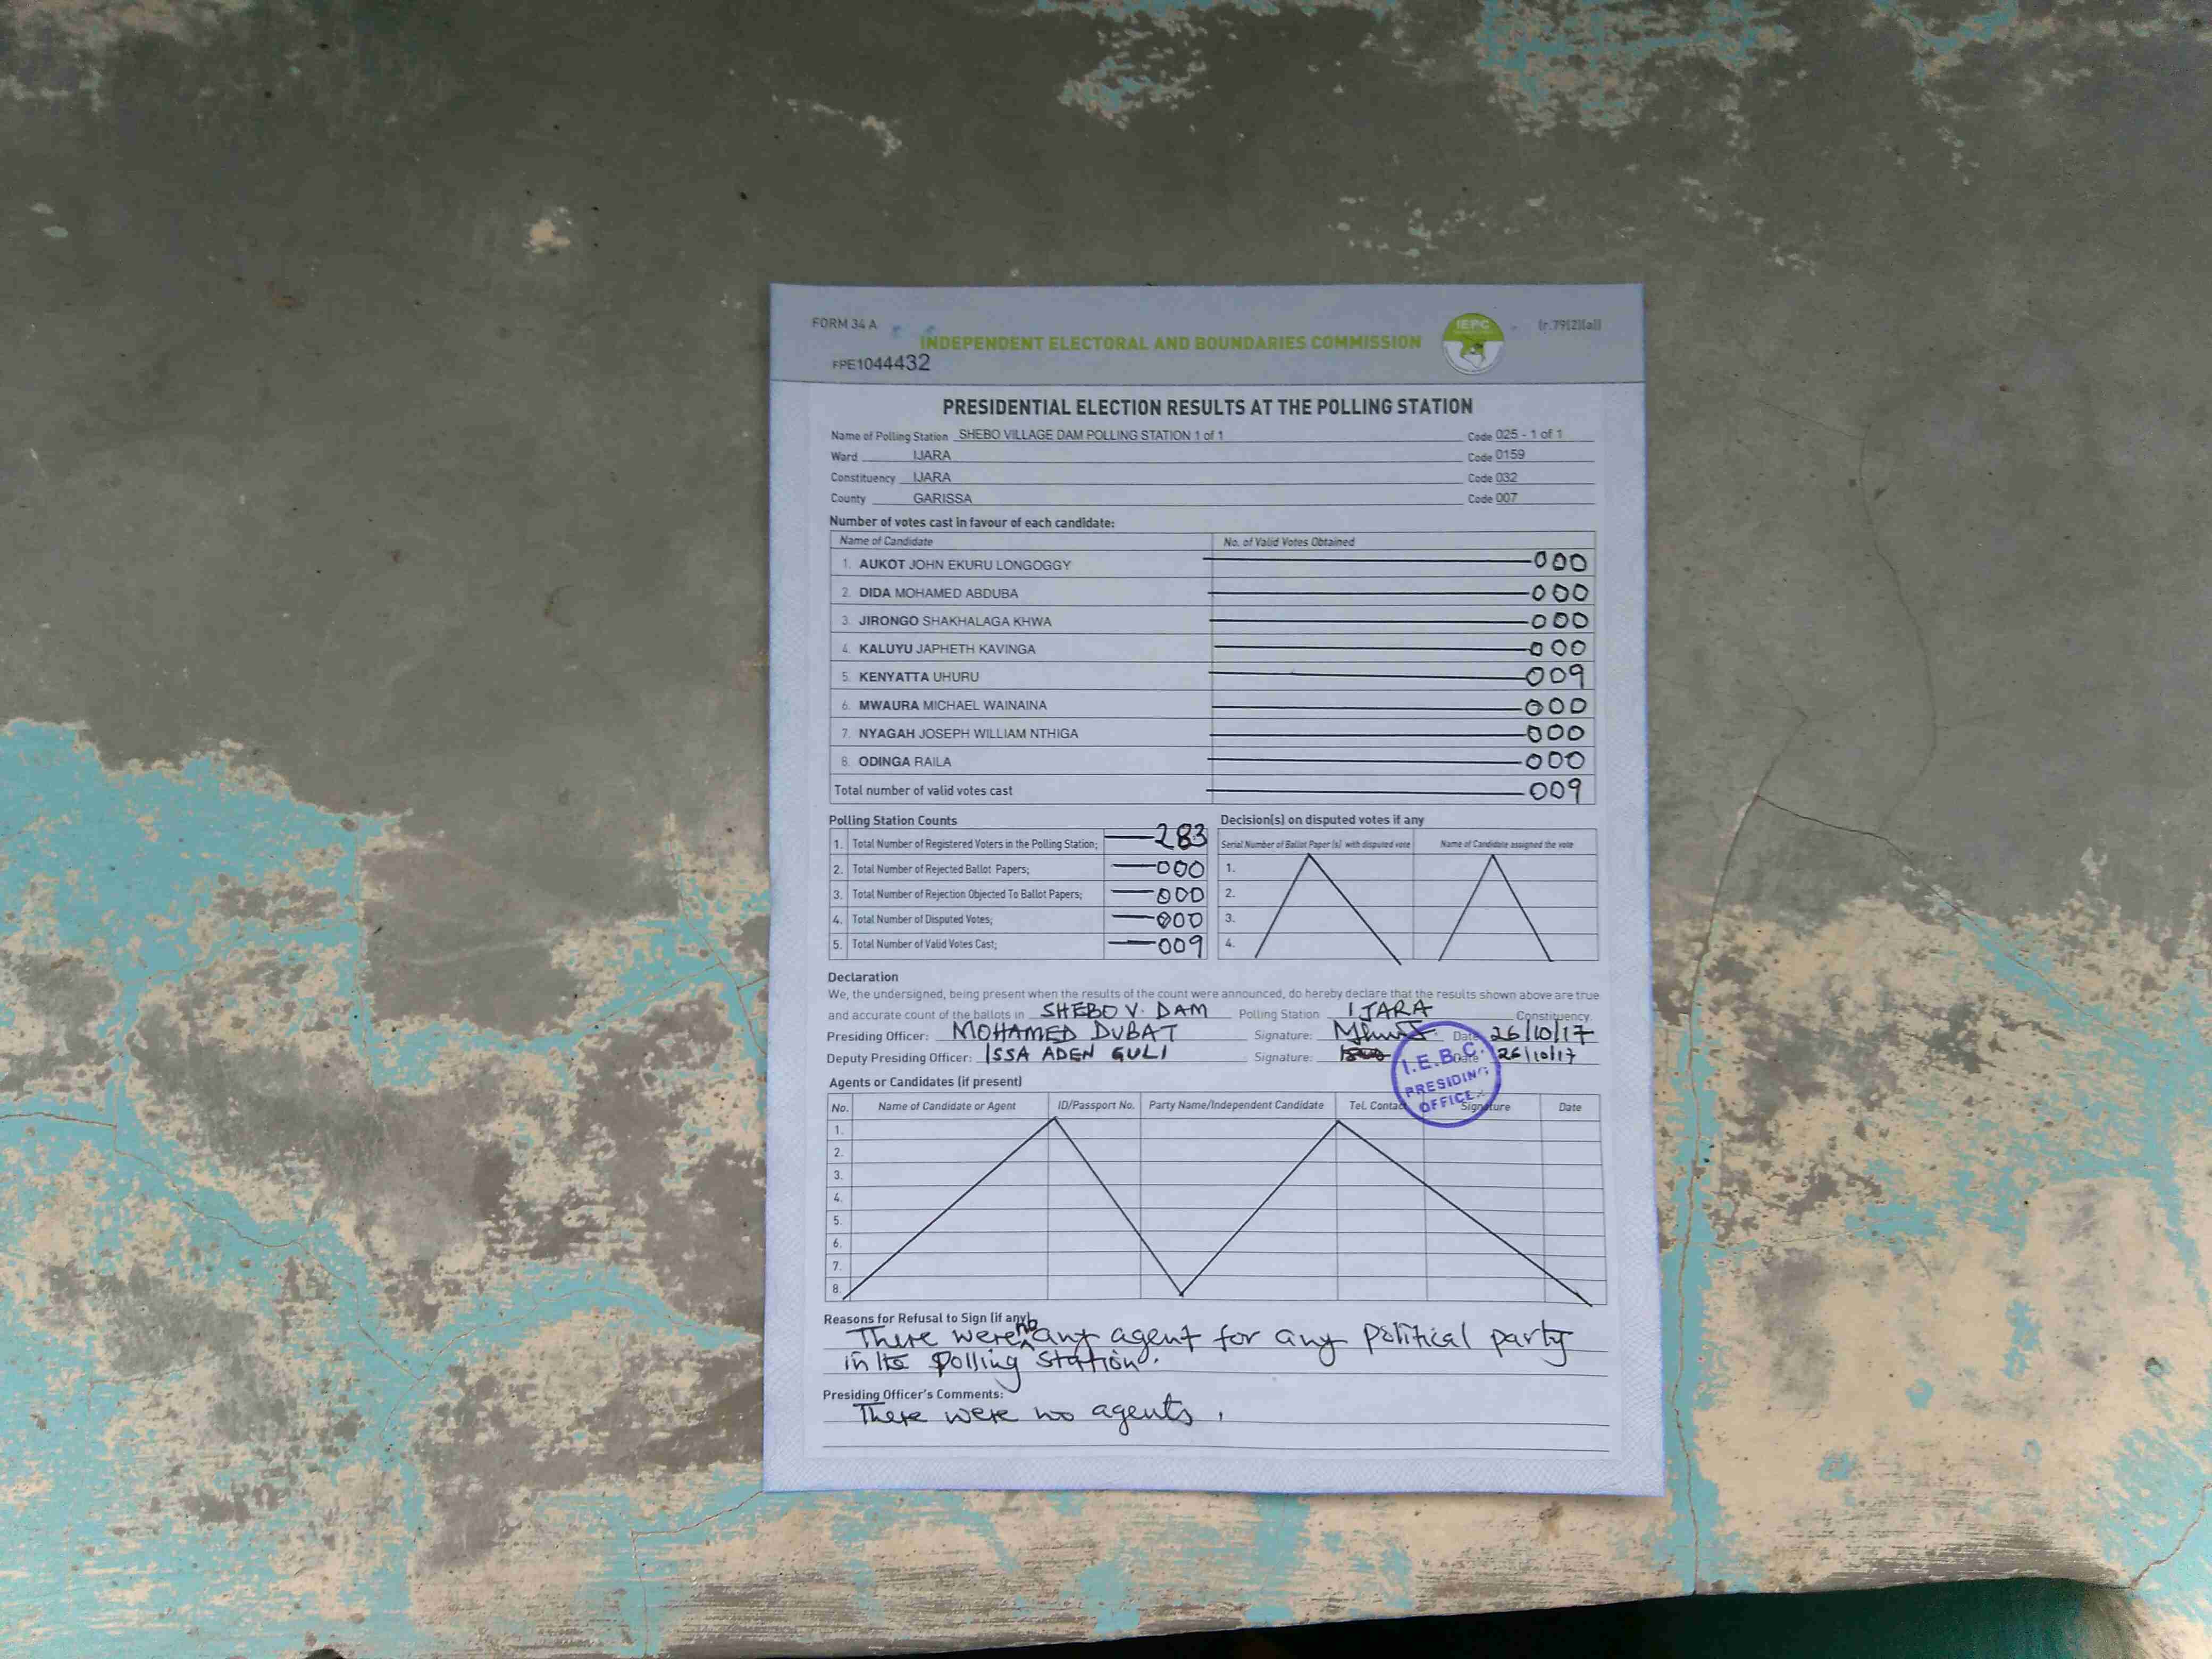 FORM 34 A
(r.79(2)(a))
INDEPENDENT ELECTORAL AND BOUNDARIES COMMISSION
IEBC
FPE1044432
PRESIDENTIAL ELECTION RESULTS AT THE POLLING STATION
Name of Polling Station SHEBO VILLAGE DAM POLLING STATION 1 of 1 Code 025 - 1 of 1
Ward IJARA Code 0159
Constituency IJARA Code 032
County GARISSA Code 007
Number of votes cast in favour of each candidate:
Name of Candidate No. of Valid Votes Obtained
1. AUKOT JOHN EKURU LONGOGGY 000
2. DIDA MOHAMED ABDUBA 000
3. JIRONGO SHAKHALAGA KHWA 000
4. KALUYU JAPHETH KAVINGA 000
5. KENYATTA UHURU 009
6. MWAURA MICHAEL WAINAINA 000
7. NYAGAH JOSEPH WILLIAM NTHIGA 000
8. ODINGA RAILA 000
Total number of valid votes cast 009
Polling Station Counts
1. Total Number of Registered Voters in the Polling Station; 283
2. Total Number of Rejected Ballot Papers; 000
3. Total Number of Rejection Objected To Ballot Papers; 000
4. Total Number of Disputed Votes; 000
5. Total Number of Valid Votes Cast; 009
Decision(s) on disputed votes if any
Serial Number of Ballot Paper (s) with disputed vote Name of Candidate assigned the vote
1.
2.
3.
4.
Declaration
We, the undersigned, being present when the results of the count were announced, do hereby declare that the results shown above are true
and accurate count of the ballots in SHEBO V. DAM Polling Station IJARA Constituency.
Presiding Officer: MOHAMED DUBAT Signature: Date 26/10/17
Deputy Presiding Officer: ISSA ADEN GULI Signature: Date 26/10/17
I.E.B.C.
PRESIDING
OFFICER
Agents or Candidates (if present)
No. Name of Candidate or Agent ID/Passport No. Party Name/Independent Candidate Tel. Contact Signature Date
1.
2.
3.
4.
5.
6.
7.
8.
Reasons for Refusal to Sign (if any)
There were no any agent for any political party
in Polling Station.
Presiding Officer's Comments:
There were no agents.